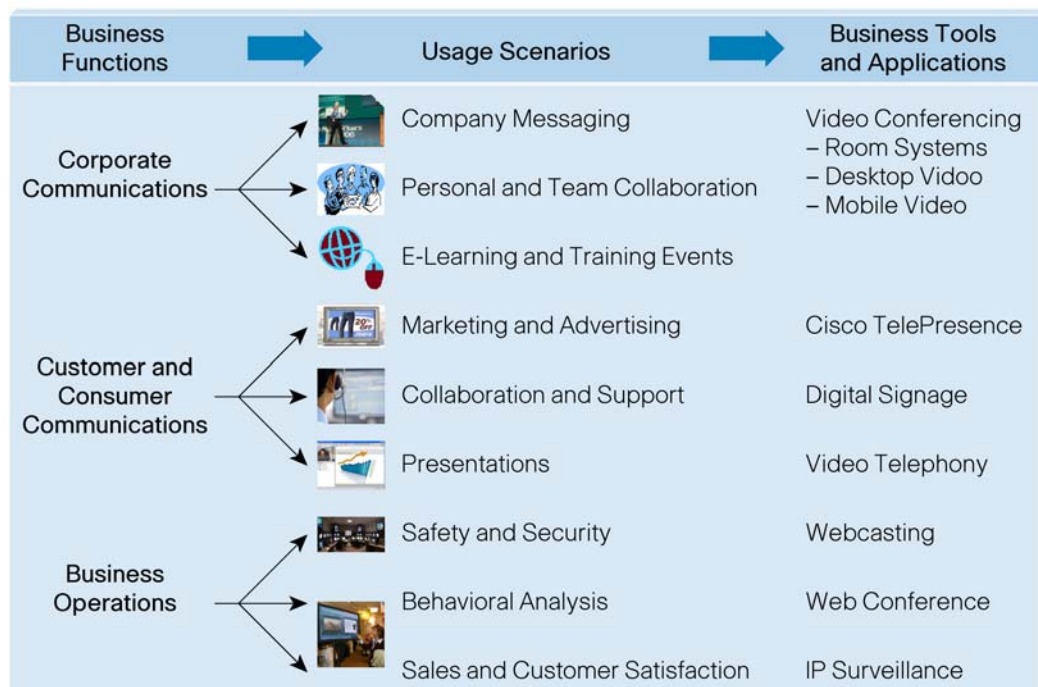 Business
Functions
Usage Scenarios
Business Tools
and Applications
Corporate
Communications
Company Messaging
Personal and Team Collaboration
E-Learning and Training Events
Video Conferencing
– Room Systems
– Desktop Vidoo
– Mobile Video
Customer and
Consumer
Communications
Marketing and Advertising
20%
OFF
Collaboration and Support
Presentations
Cisco TelePresence
Digital Signage
Video Telephony
Business
Operations
Safety and Security
Behavioral Analysis
Sales and Customer Satisfaction
Webcasting
Web Conference
IP Surveillance